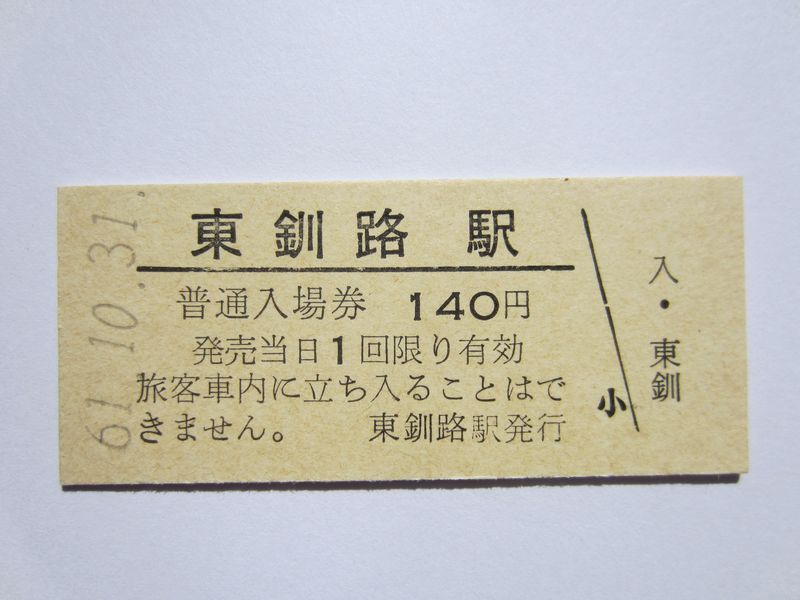 東釧路駅
普通入場券 140円
発売当日1回限り有効
旅客車内に立ち入ることはで
きません。 東釧路駅発行
61.10.31.
小
入・東釧